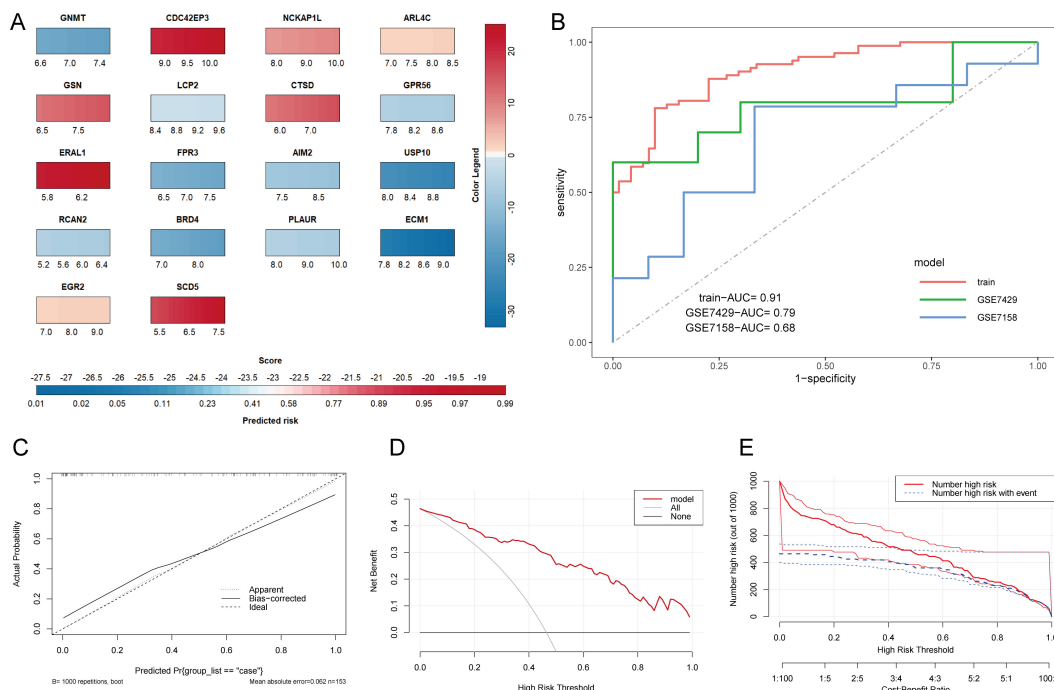 A
GNMT
CDC42EP3
NCKAP1L
ARL4C
6.6 7.0 7.4
9.0 9.5 10.0
8.0 9.0 10.0
7.0 7.5 8.0 8.5
GSN
LCP2
CTSD
GPR56
6.5 7.5
8.4 8.8 9.2 9.6
6.0 7.0
7.8 8.2 8.6
ERAL1
FPR3
AIM2
USP10
5.8 6.2
6.5 7.0 7.5
7.5 8.5
8.0 8.4 8.8
RCAN2
BRD4
PLAUR
ECM1
5.2 5.6 6.0 6.4
7.0 8.0
8.0 9.0 10.0
7.8 8.2 8.6 9.0
EGR2
SCD5
7.0 8.0 9.0
5.5 6.5 7.5
Color Legend
20
10
0
-10
-20
-30
Score
-27.5 -26.5 -25.5 -24.5 -23.5 -23 -22.5 -22 -21.5 -21 -20.5 -20 -19.5 -19
0.01 0.02 0.05 0.11 0.23 0.41 0.58 0.77 0.89 0.95 0.97 0.99
Predicted risk
B
1.00
0.75
0.50
0.25
0.00
sensitivity
0.00 0.25 0.50 0.75 1.00
1-specificity
train-AUC= 0.91
GSE7429-AUC= 0.79
GSE7158-AUC= 0.68
model
train
GSE7429
GSE7158
C
1.0
0.8
0.6
0.4
0.2
0.0
Actual Probability
Apparent
Bias-corrected
Ideal
0.0 0.2 0.4 0.6 0.8 1.0
Predicted Pr{group_list == "case"}
B= 1000 repetitions, boot
Mean absolute error=0.062 n=153
D
0.5
0.4
0.3
0.2
0.1
0.0
Net Benefit
model
All
None
0.0 0.2 0.4 0.6 0.8 1.0
High Risk Threshold
E
1000
800
600
400
200
0
Number high risk (out of 1000)
Number high risk
Number high risk with event
0.0 0.2 0.4 0.6 0.8 1.0
High Risk Threshold
1:100 1:5 2:5 3:4 4:3 5:2 5:1 100:
Cost:Benefit Ratio